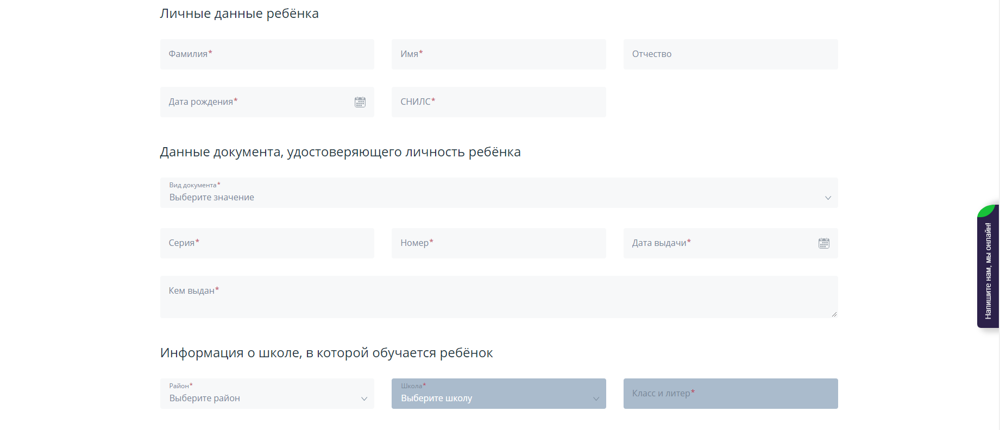 Личные данные ребёнка
Фамилия*
Имя*
Отчество
Дата рождения*
СНИЛС*
Данные документа, удостоверяющего личность ребёнка
Вид документа*
Выберите значение
Серия*
Номер*
Дата выдачи*
Кем выдан*
Напишите нам, мы онлайн!
Информация о школе, в которой обучается ребёнок
Район*
Выберите район
Школа*
Выберите школу
Класс и литер*